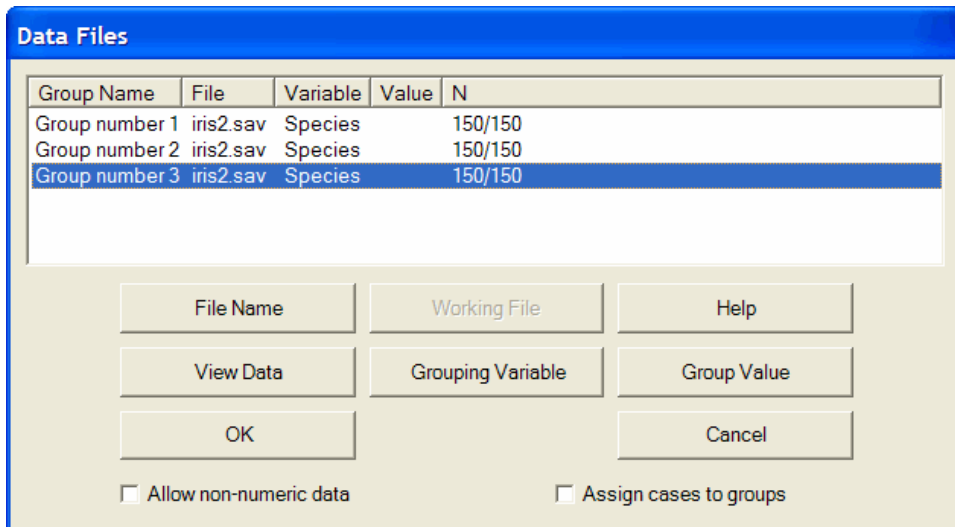 Data Files
Group Name File Variable Value N
Group number 1 iris2.sav Species 150/150
Group number 2 iris2.sav Species 150/150
Group number 3 iris2.sav Species 150/150
File Name Working File Help
View Data Grouping Variable Group Value
OK Cancel
Allow non-numeric data Assign cases to groups